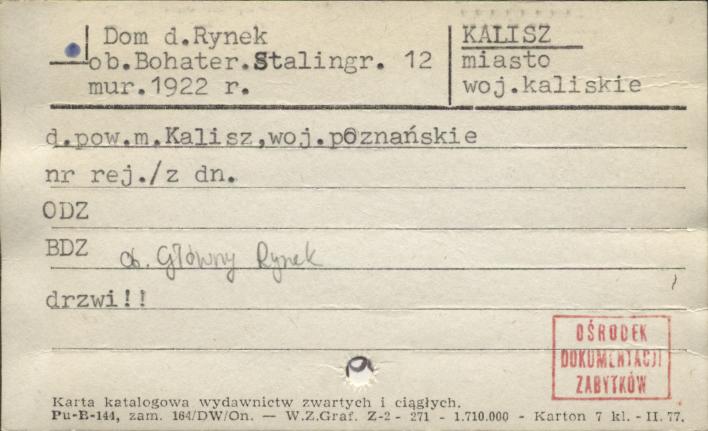 Dom d.Rynek
ob.Bohater.Stalingr. 12
mur.1922 r.
KALISZ
miasto
woj.kaliskie
d.pow.m.Kalisz,woj.poznańskie
nr rej./z dn.
ODZ
BDZ ob. Główny Rynek
drzwi!!
OŚRODEK
DOKUMENTACJI
ZABYTKÓW
Karta katalogowa wydawnictw zwartych i ciągłych.
Pu-B-144, zam. 164/DW/On. — W.Z.Graf. Z-2 - 271 - 1.710.000 - Karton 7 kl. - II. 77.